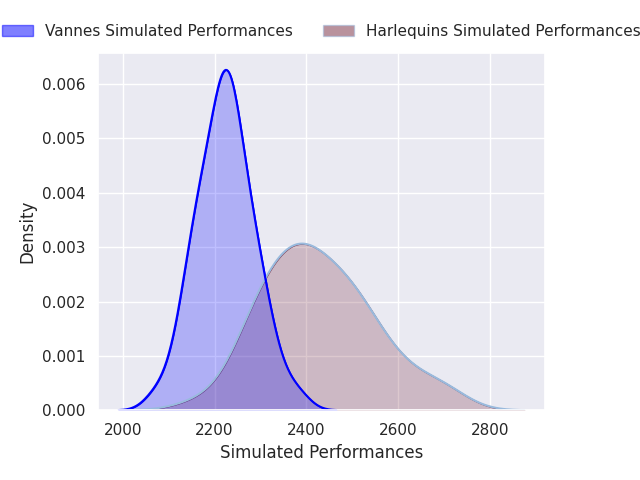 Vannes Simulated Performances Harlequins Simulated Performances
0.006
0.005
0.004
0.003
0.002
0.001
0.000
Density
2000 2200 2400 2600 2800
Simulated Performances